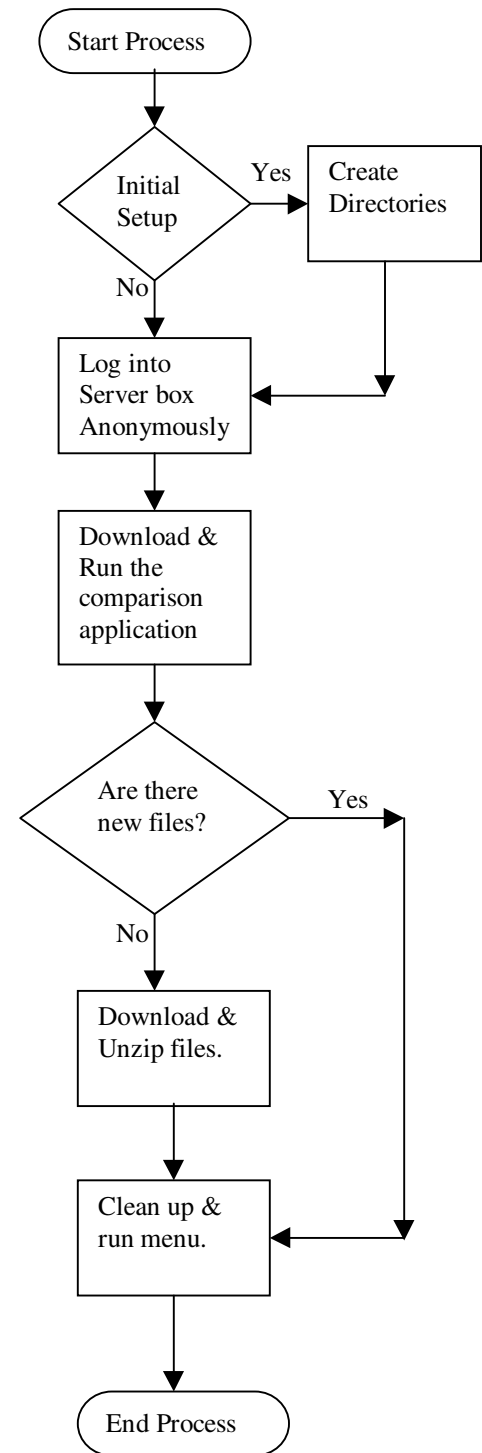 Start Process
Initial
Setup
Yes
Create
Directories
No
Log into
Server box
Anonymously
Download &
Run the
comparison
application
Are there
new files?
Yes
No
Download &
Unzip files.
Clean up &
run menu.
End Process